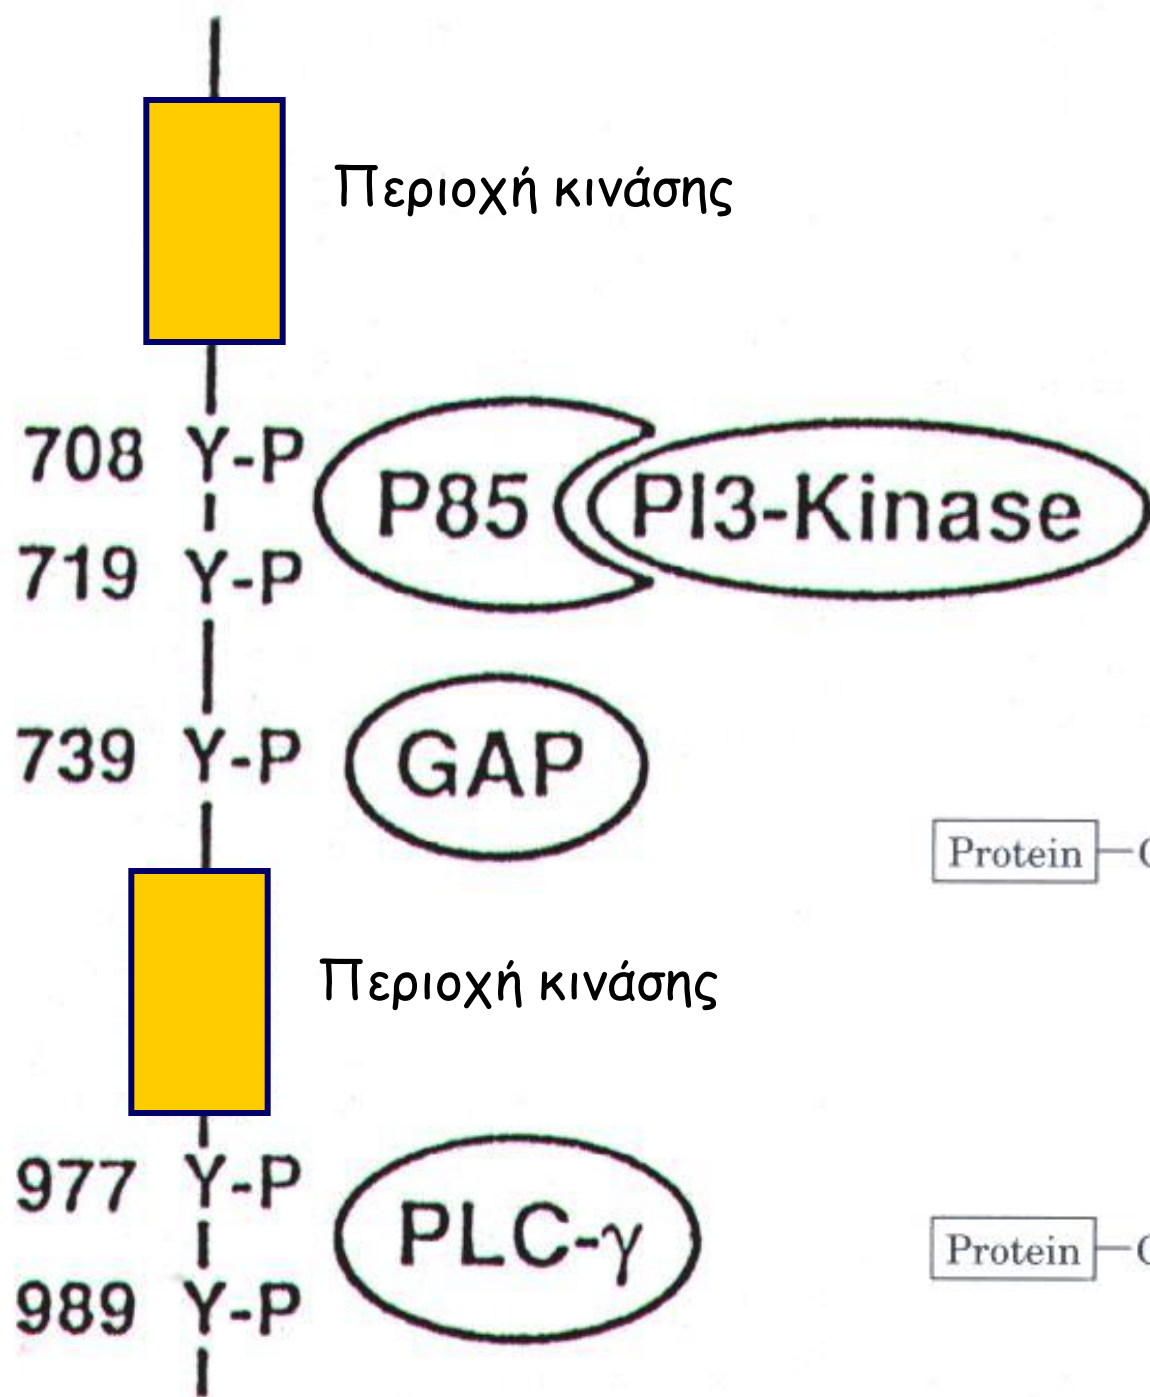 Περιοχή κινάσης
708 Y-P
P85 PI3-Kinase
719 Y-P
739 Y-P GAP
Protein
Περιοχή κινάσης
977 Y-P
PLC-γ
Protein
989 Y-P